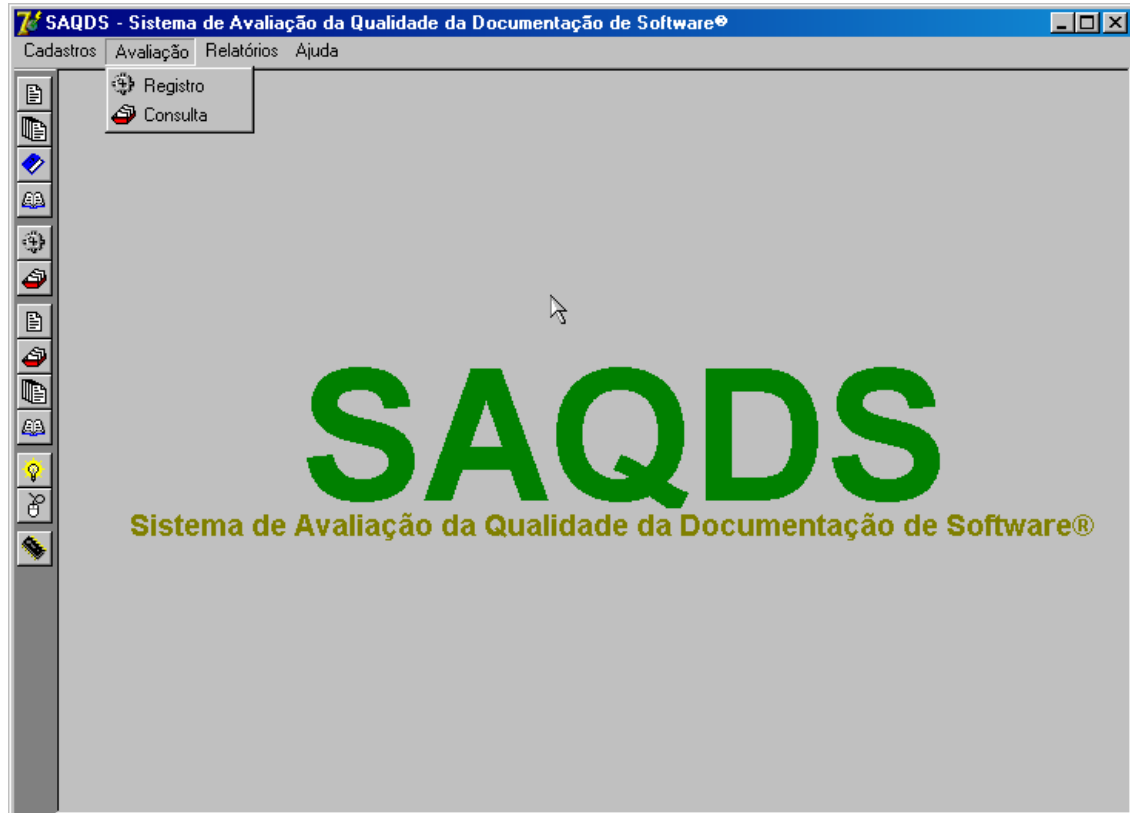 SAQDS - Sistema de Avaliação da Qualidade da Documentação de Software®
Cadastros Avaliação Relatórios Ajuda
Registro
Consulta
SAQDS
Sistema de Avaliação da Qualidade da Documentação de Software®